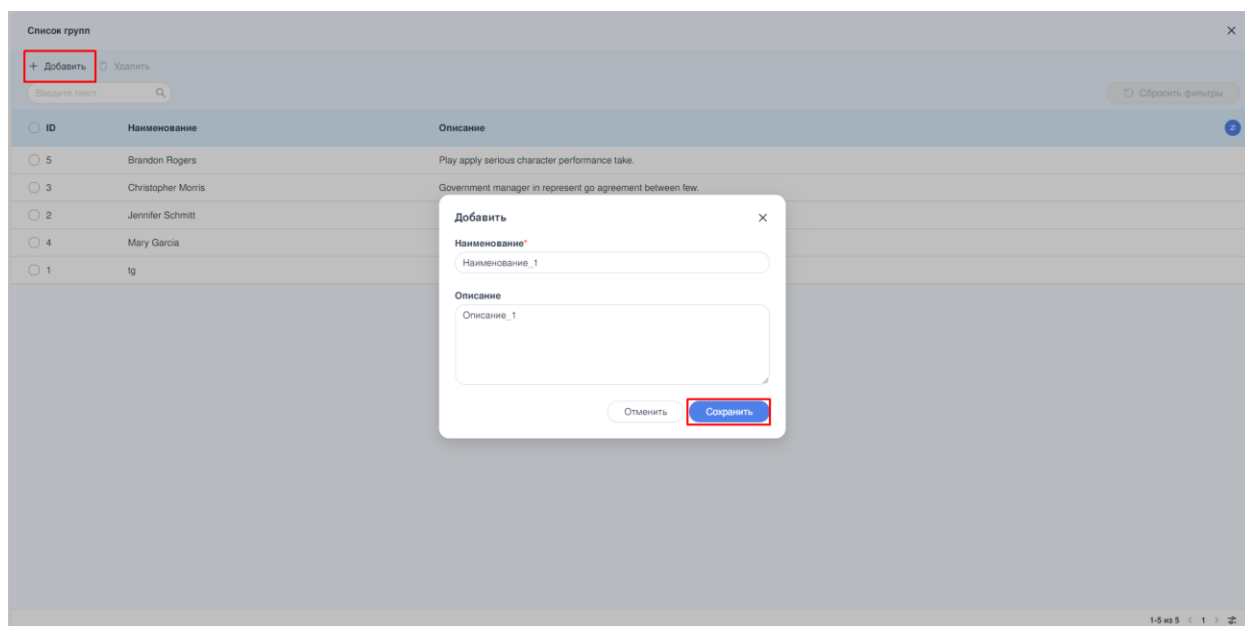 Список групп
+ Добавить Удалить
Введите текст Сбросить фильтры
ID Наименование Описание
5 Brandon Rogers Play apply serious character performance take.
3 Christopher Morris Government manager in represent go agreement between few.
2 Jennifer Schmitt
4 Mary Garcia
1 tg
Добавить
Наименование*
Наименование_1
Описание
Описание_1
Отменить Сохранить
1-5 из 5 < 1 >